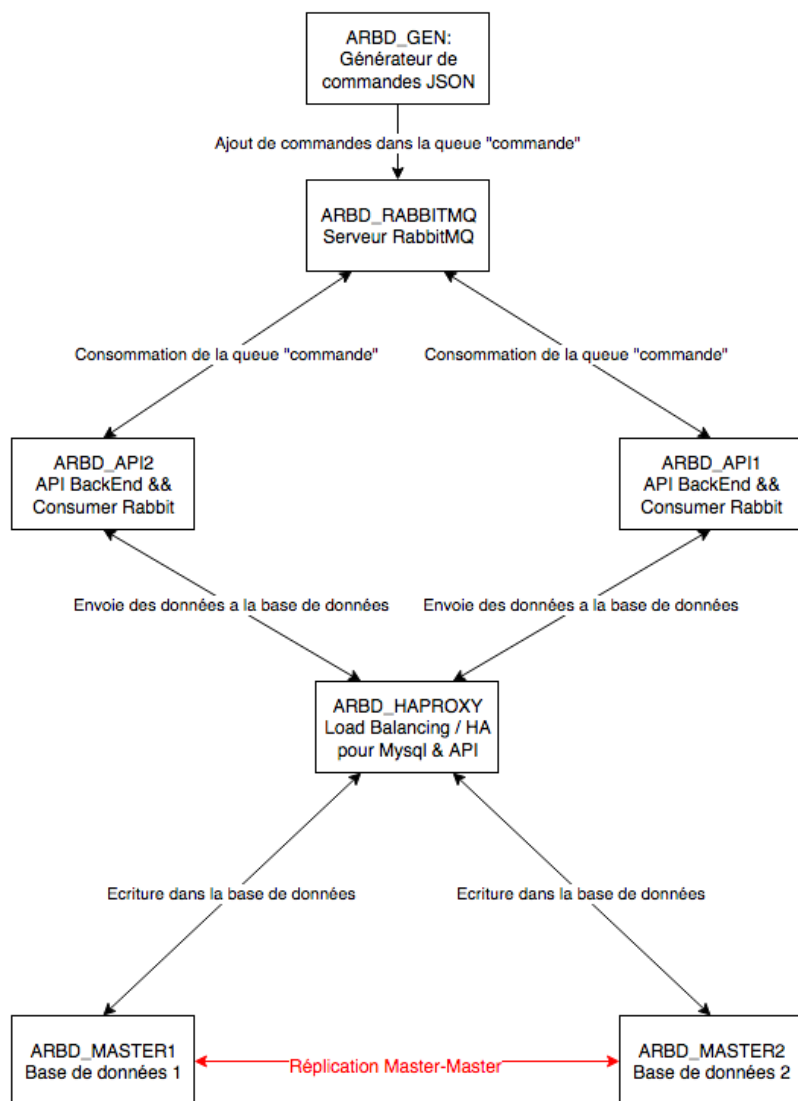 ARBD_GEN:
Générateur de
commandes JSON
Ajout de commandes dans la queue "commande"
ARBD_RABBITMQ
Serveur RabbitMQ
Consommation de la queue "commande"
Consommation de la queue "commande"
ARBD_API2
API BackEnd &&
Consumer Rabbit
ARBD_API1
API BackEnd &&
Consumer Rabbit
Envoie des données a la base de données
Envoie des données a la base de données
ARBD_HAPROXY
Load Balancing / HA
pour Mysql & API
Ecriture dans la base de données
Ecriture dans la base de données
ARBD_MASTER1
Base de données 1
Réplication Master-Master
ARBD_MASTER2
Base de données 2